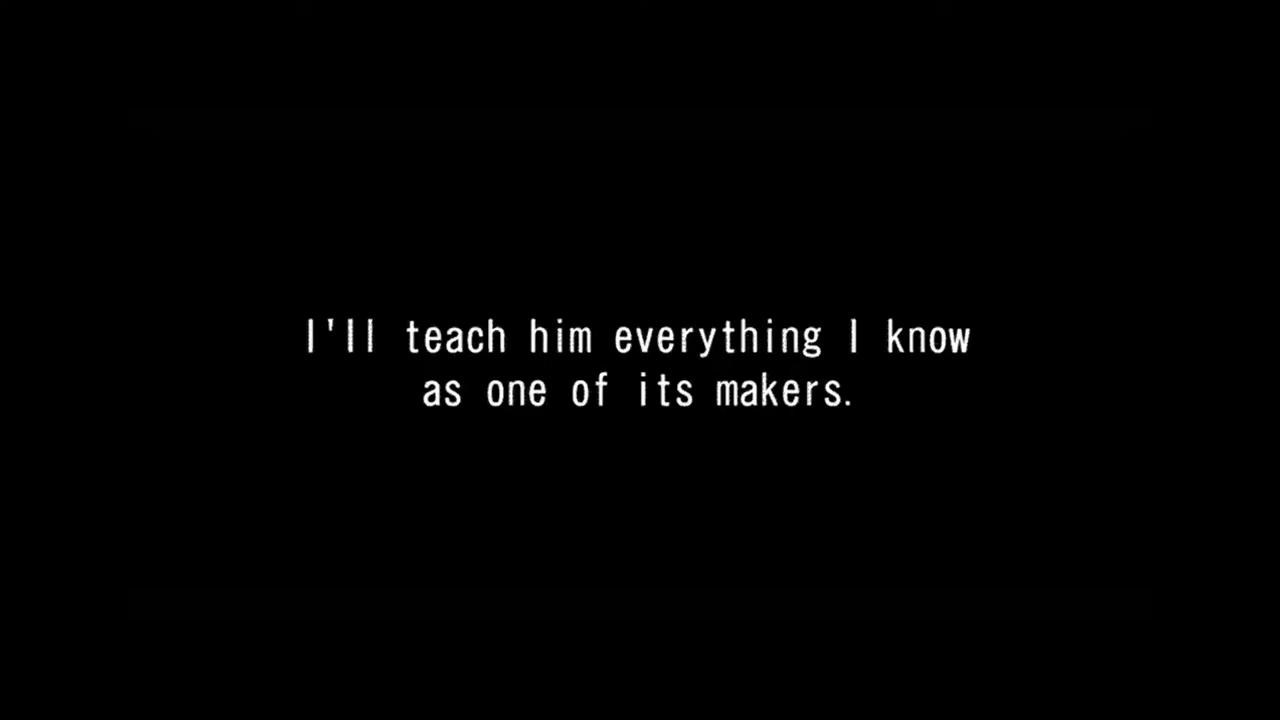 I'll teach him everything I know
as one of its makers.